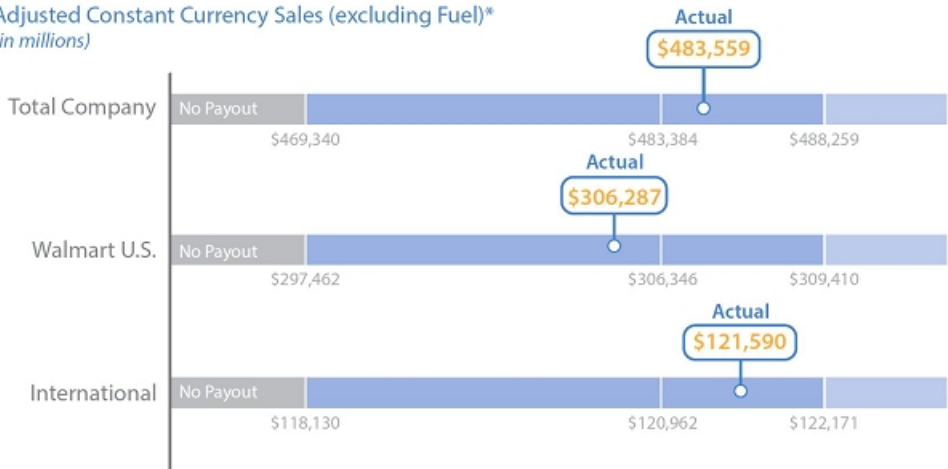 Adjusted Constant Currency Sales (excluding Fuel)*
(in millions)
Actual
$483,559
Total Company
No Payout
$469,340
$483,384
$488,259
Actual
$306,287
Walmart U.S.
No Payout
$297,462
$306,346
$309,410
Actual
$121,590
International
No Payout
$118,130
$120,962
$122,171